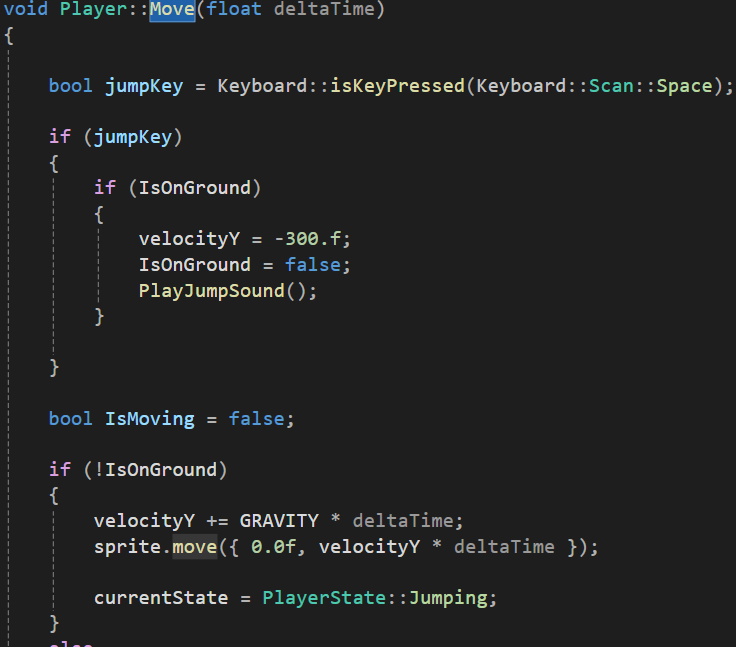 void Player::Move(float deltaTime)
{
bool jumpKey = Keyboard::isKeyPressed(Keyboard::Scan::Space);
if (jumpKey)
{
if (IsOnGround)
{
velocityY = -300.f;
IsOnGround = false;
PlayJumpSound();
}
}
bool IsMoving = false;
if (!IsOnGround)
{
velocityY += GRAVITY * deltaTime;
sprite.move({ 0.0f, velocityY * deltaTime });
currentState = PlayerState::Jumping;
}
else